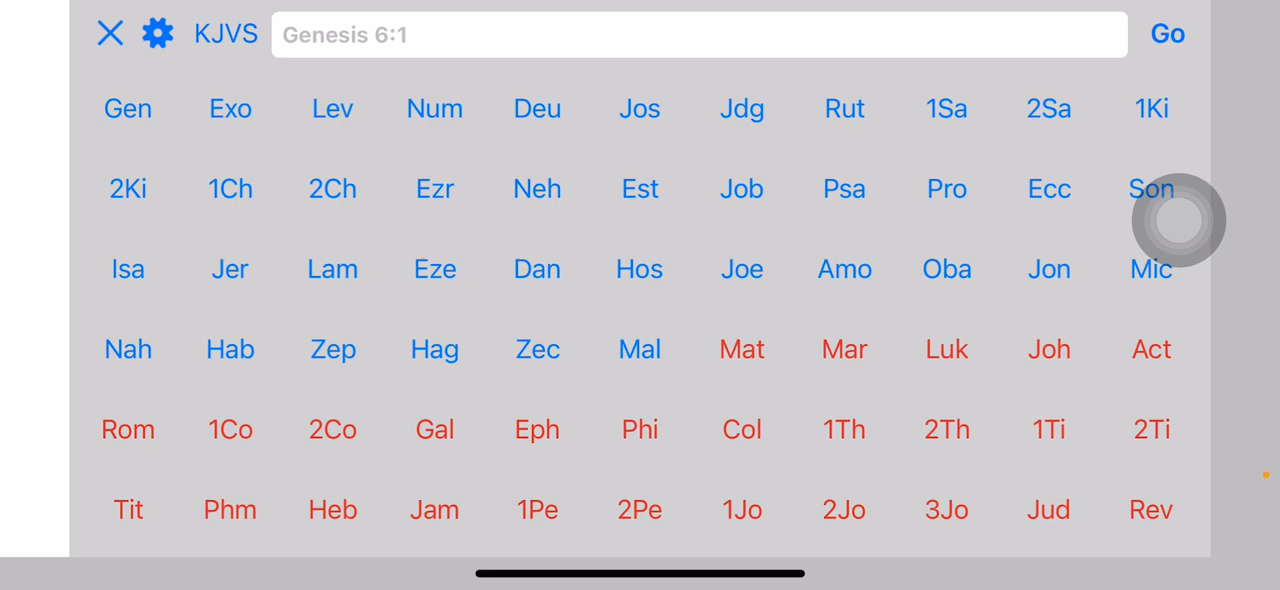 KJVS Genesis 6:1 Go
Gen Exo Lev Num Deu Jos Jdg Rut 1Sa 2Sa 1Ki
2Ki 1Ch 2Ch Ezr Neh Est Job Psa Pro Ecc Son
Isa Jer Lam Eze Dan Hos Joe Amo Oba Jon Mic
Nah Hab Zep Hag Zec Mal Mat Mar Luk Joh Act
Rom 1Co 2Co Gal Eph Phi Col 1Th 2Th 1Ti 2Ti
Tit Phm Heb Jam 1Pe 2Pe 1Jo 2Jo 3Jo Jud Rev